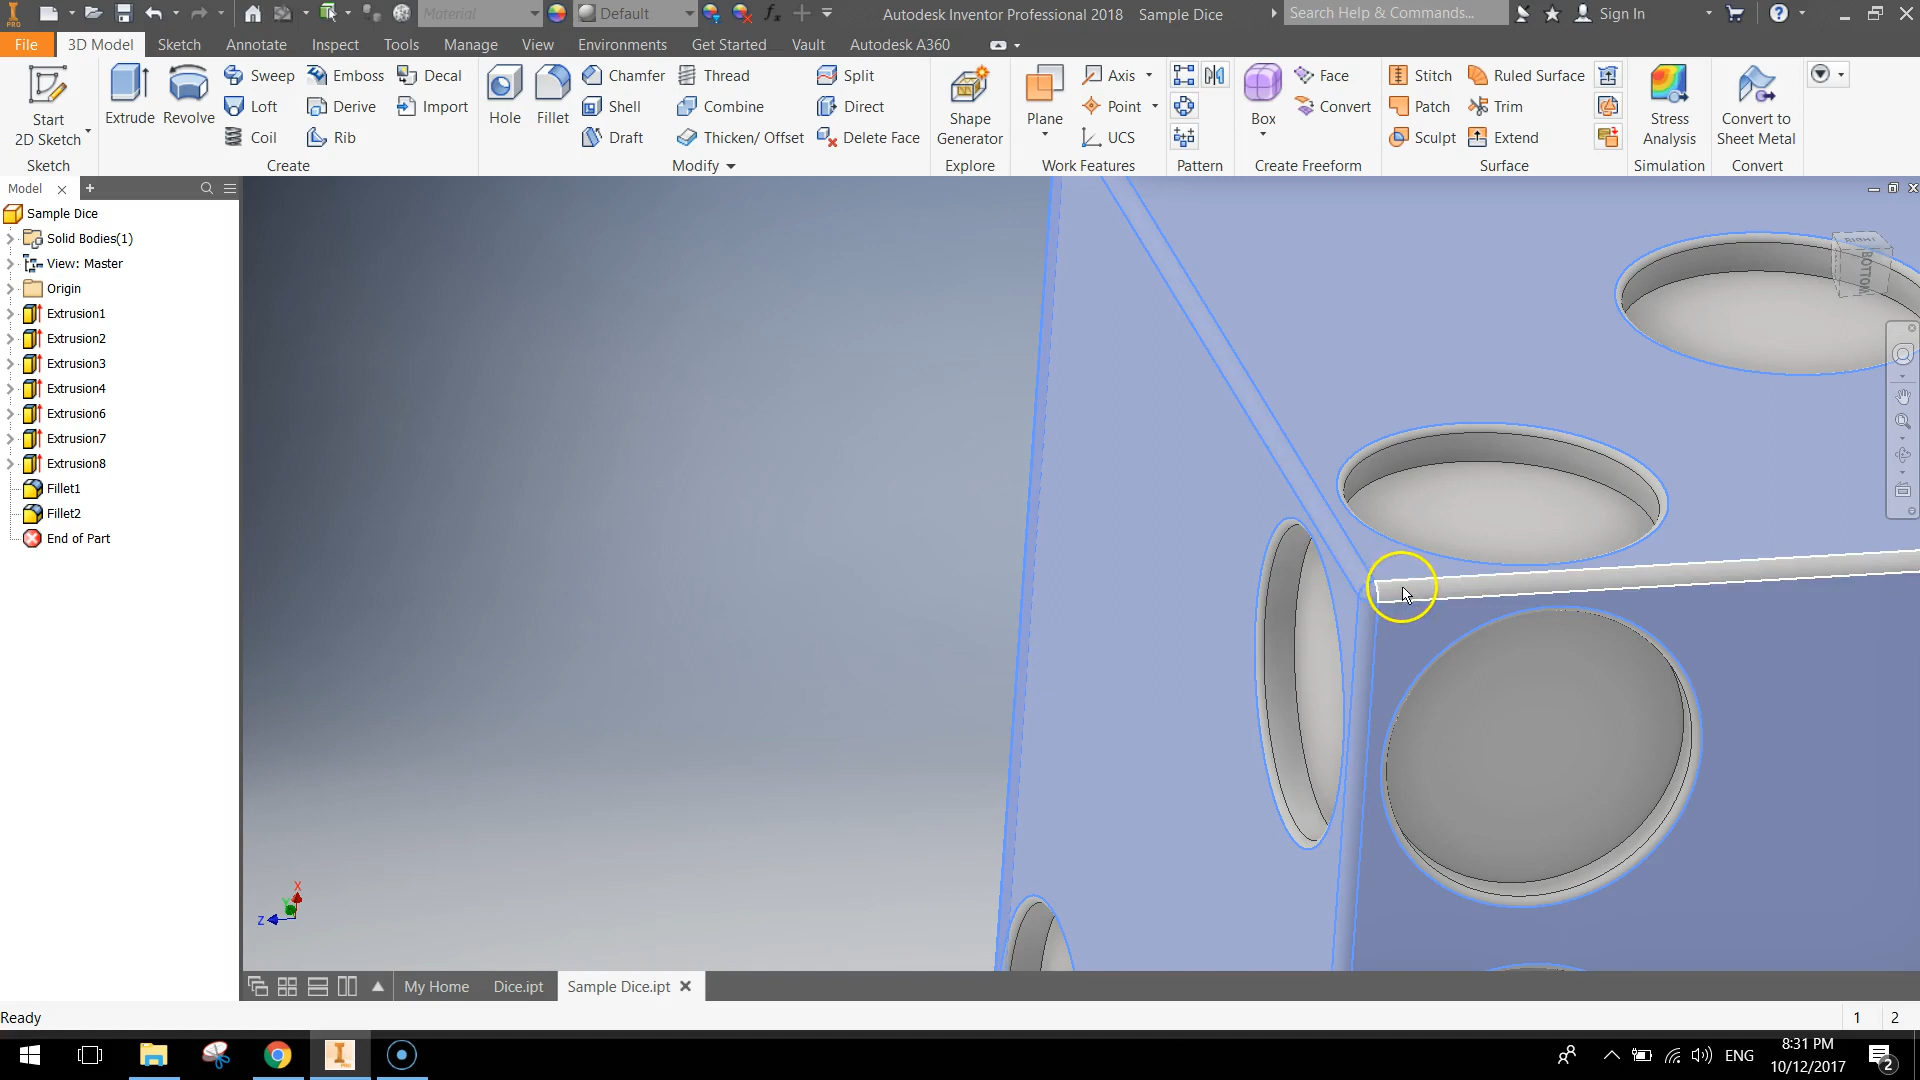 Material
Default
Autodesk Inventor Professional 2018 Sample Dice
Search Help & Commands...
Sign In
PRO
File
3D Model
Sketch
Annotate
Inspect
Tools
Manage
View
Environments
Get Started
Vault
Autodesk A360
Start
2D Sketch
Sketch
Extrude
Revolve
Sweep
Loft
Coil
Emboss
Derive
Rib
Decal
Import
Create
Hole
Fillet
Chamfer
Shell
Draft
Thread
Combine
Thicken/ Offset
Split
Direct
Delete Face
Modify
Shape
Generator
Explore
Plane
Axis
Point
UCS
Work Features
Pattern
Box
Face
Convert
Create Freeform
Stitch
Patch
Sculpt
Ruled Surface
Trim
Extend
Surface
Stress
Analysis
Simulation
Convert to
Sheet Metal
Convert
Model
Sample Dice
Solid Bodies(1)
View: Master
Origin
Extrusion1
Extrusion2
Extrusion3
Extrusion4
Extrusion6
Extrusion7
Extrusion8
Fillet1
Fillet2
End of Part
RIGHT
BOTTOM
X
Y
Z
My Home
Dice.ipt
Sample Dice.ipt
Ready
1
2
ENG
8:31 PM
10/12/2017
2